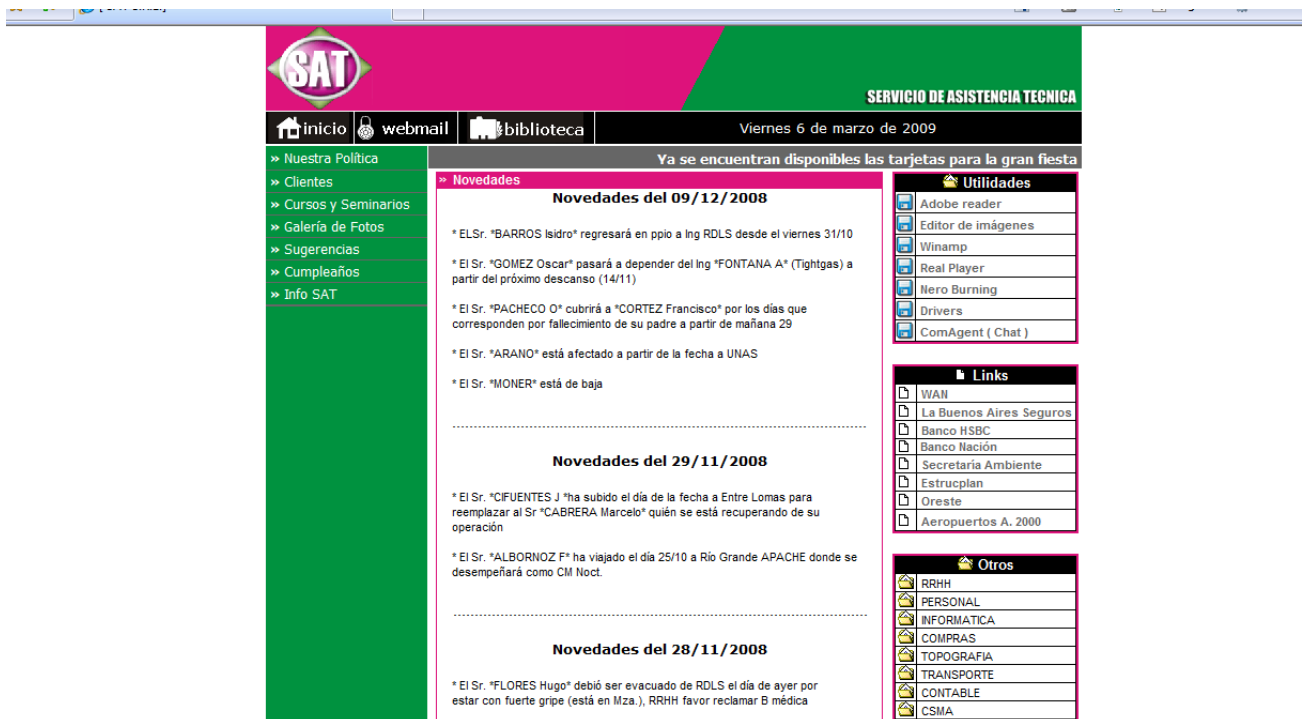 SAT
SERVICIO DE ASISTENCIA TECNICA
inicio
webmail
biblioteca
Viernes 6 de marzo de 2009
» Nuestra Política
» Clientes
» Cursos y Seminarios
» Galería de Fotos
» Sugerencias
» Cumpleaños
» Info SAT
Ya se encuentran disponibles las tarjetas para la gran fiesta
» Novedades
Novedades del 09/12/2008
* ELSr. *BARROS Isidro* regresará en ppio a Ing RDLS desde el viernes 31/10
* El Sr. *GOMEZ Oscar* pasará a depender del Ing *FONTANA A* (Tightgas) a
partir del próximo descanso (14/11)
* El Sr. *PACHECO O* cubrirá a *CORTEZ Francisco* por los días que
corresponden por fallecimiento de su padre a partir de mañana 29
* El Sr. *ARANO* está afectado a partir de la fecha a UNAS
* El Sr. *MONER* está de baja
Novedades del 29/11/2008
* El Sr. *CIFUENTES J *ha subido el día de la fecha a Entre Lomas para
reemplazar al Sr *CABRERA Marcelo* quién se está recuperando de su
operación
* El Sr. *ALBORNOZ F* ha viajado el día 25/10 a Río Grande APACHE donde se
desempeñará como CM Noct.
Novedades del 28/11/2008
* El Sr. *FLORES Hugo* debió ser evacuado de RDLS el día de ayer por
estar con fuerte gripe (está en Mza.), RRHH favor reclamar B médica
Utilidades
Adobe reader
Editor de imágenes
Winamp
Real Player
Nero Burning
Drivers
ComAgent ( Chat )
Links
WAN
La Buenos Aires Seguros
Banco HSBC
Banco Nación
Secretaría Ambiente
Estrucplan
Oreste
Aeropuertos A. 2000
Otros
RRHH
PERSONAL
INFORMATICA
COMPRAS
TOPOGRAFIA
TRANSPORTE
CONTABLE
CSMA